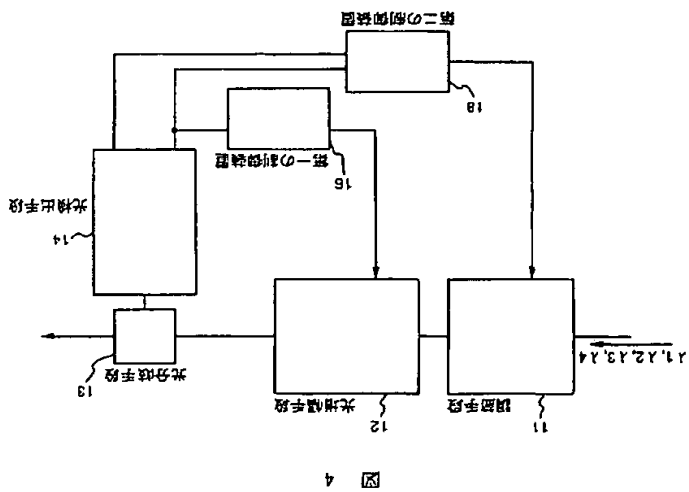 図 4
λ1, λ2, λ3, λ4
11
調節手段
12
光増幅手段
13
光分岐手段
14
光検出手段
16
第一の制御装置
18
第二の制御装置